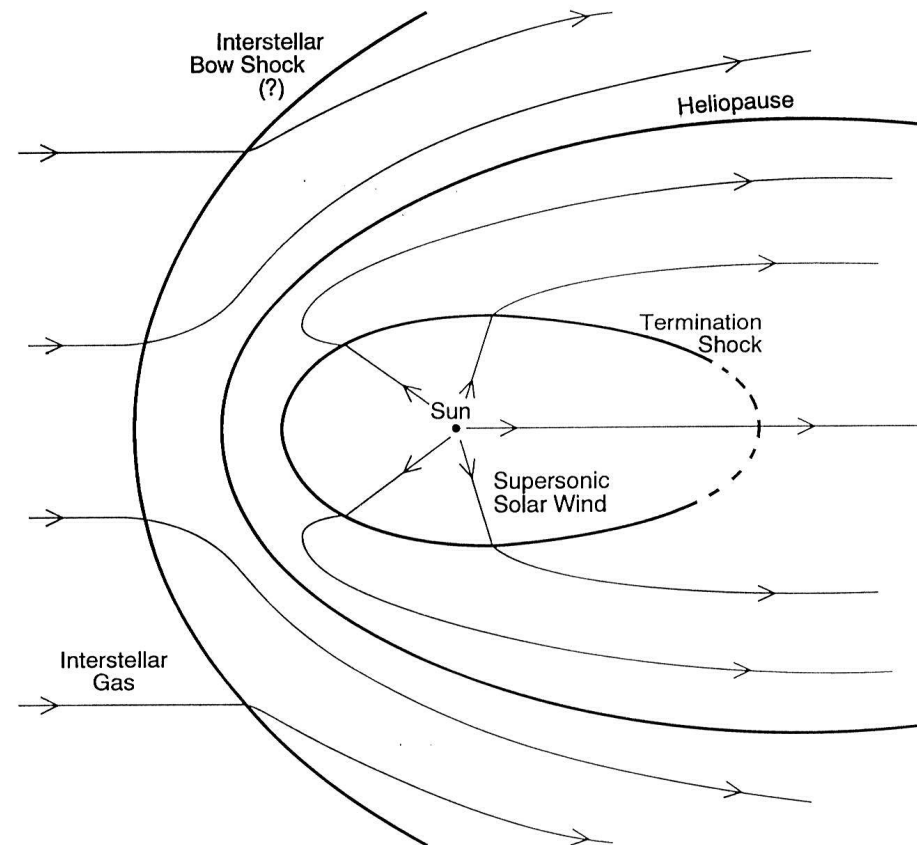 Interstellar
Bow Shock
(?)
Heliopause
Termination
Shock
Sun
Supersonic
Solar Wind
Interstellar
Gas